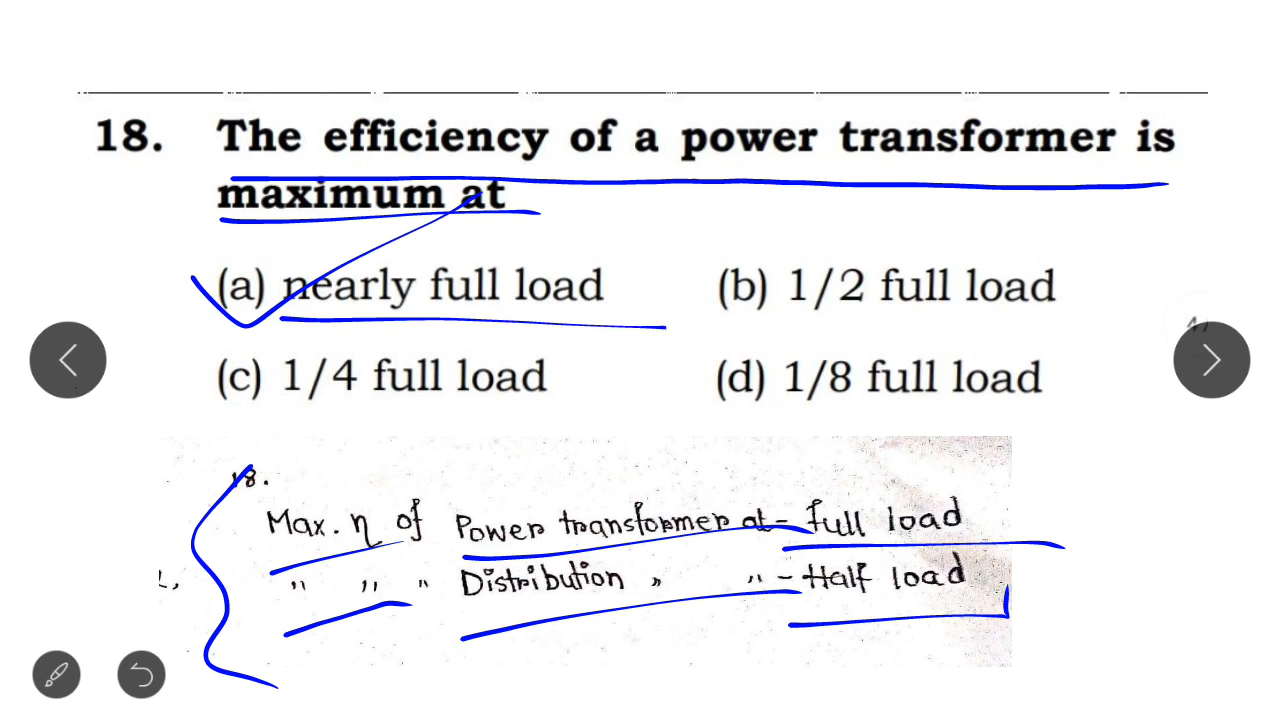 18. The efficiency of a power transformer is
maximum at
(a) nearly full load (b) 1/2 full load
(c) 1/4 full load (d) 1/8 full load
18.
Max. η of Power transformer at - full load
" " " Distribution " " - Half load